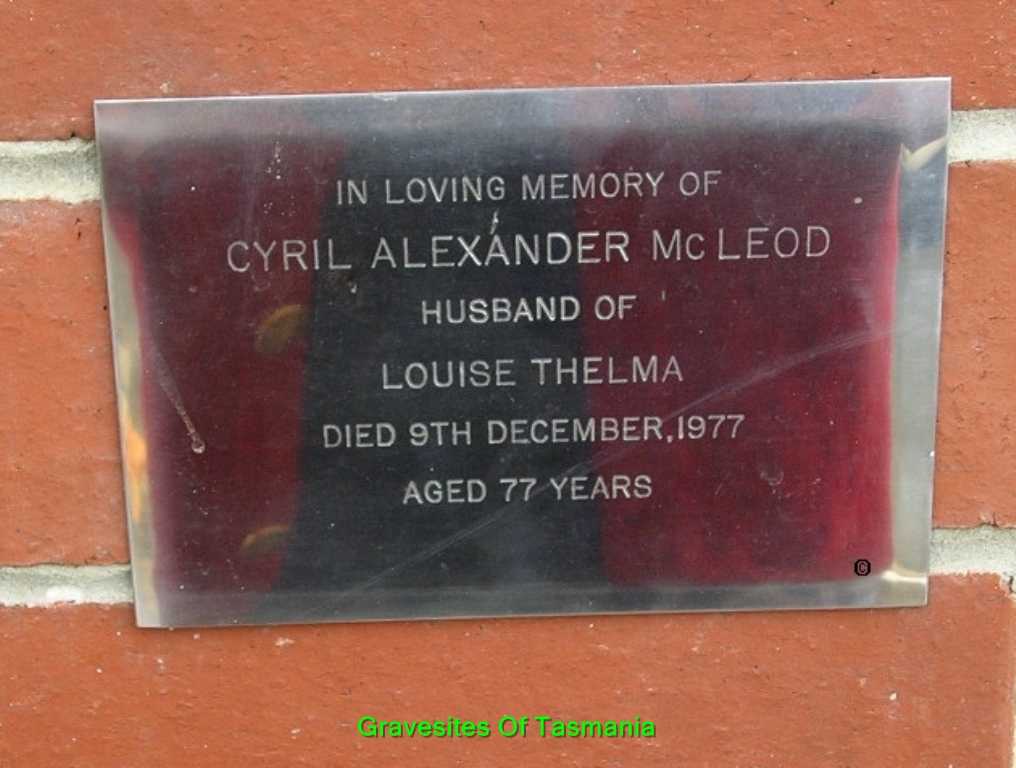 IN LOVING MEMORY OF
CYRIL ALEXANDER McLEOD
HUSBAND OF
LOUISE THELMA
DIED 9TH DECEMBER, 1977
AGED 77 YEARS
©
Gravesites Of Tasmania